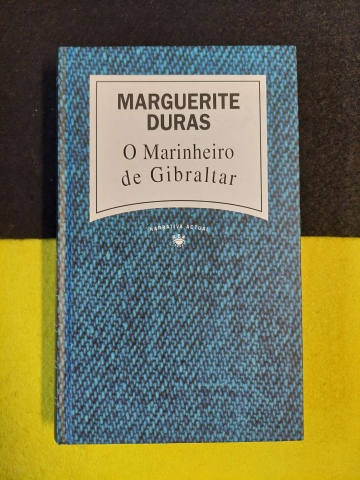 MARGUERITE
DURAS
O Marinheiro
de Gibraltar
NARRATIVA ACTUAL